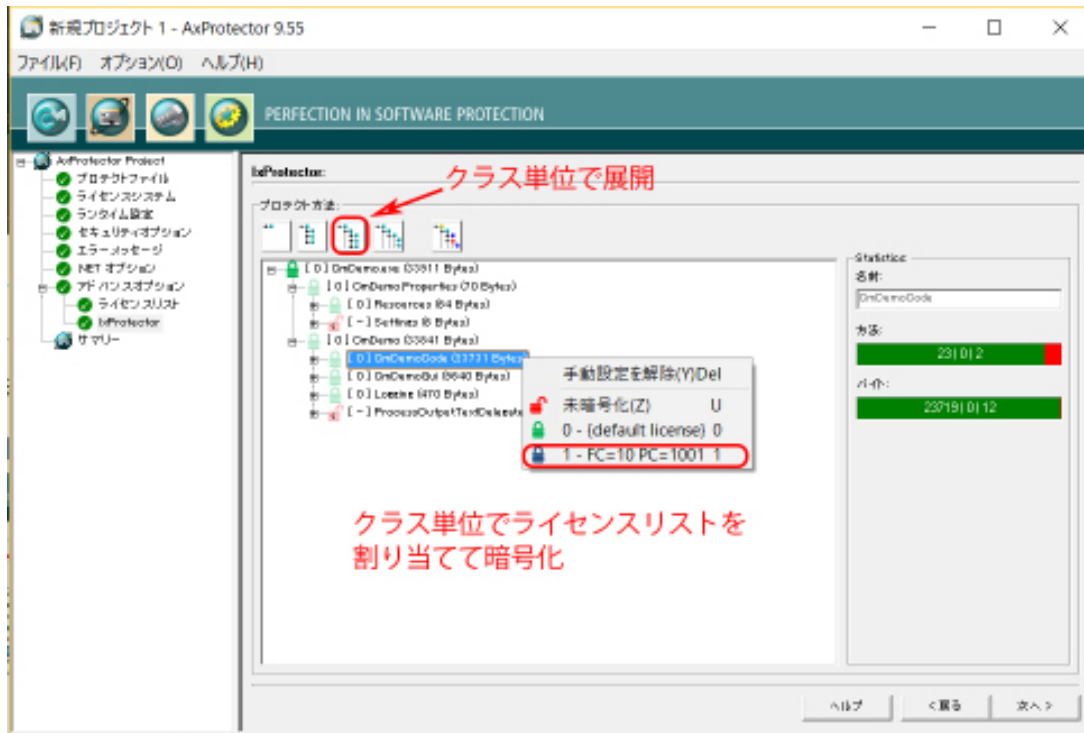 新規プロジェクト 1 - AxProtector 9.55
ファイル(F) オプション(O) ヘルプ(H)
PERFECTION IN SOFTWARE PROTECTION
AxProtector Project
プロテクトファイル
ライセンスシステム
ランタイム設定
セキュリティオプション
エラーメッセージ
.NET オプション
アドバンスオプション
ライセンスリスト
IxProtector
サマリー
IxProtector:
クラス単位で展開
プロテクト方法:
[ 0 ] GmDemo.exe (33911 Bytes)
[ 0 ] GmDemo.Properties (70 Bytes)
[ 0 ] Resources (64 Bytes)
[ - ] Settings (6 Bytes)
[ 0 ] GmDemo (33841 Bytes)
[ 0 ] GmDemoCode (23731 Bytes)
[ 0 ] GmDemoGui (9640 Bytes)
[ 0 ] Logging (470 Bytes)
[ - ] ProcessOutputTextDelegate
手動設定を解除(Y) Del
未暗号化(Z) U
0 - (default license) 0
1 - FC=10 PC=1001 1
クラス単位でライセンスリストを
割り当てて暗号化
Statistics
名前:
GmDemoCode
方法:
23 | 0 | 2
バイト:
23719 | 0 | 12
ヘルプ
< 戻る
次へ >